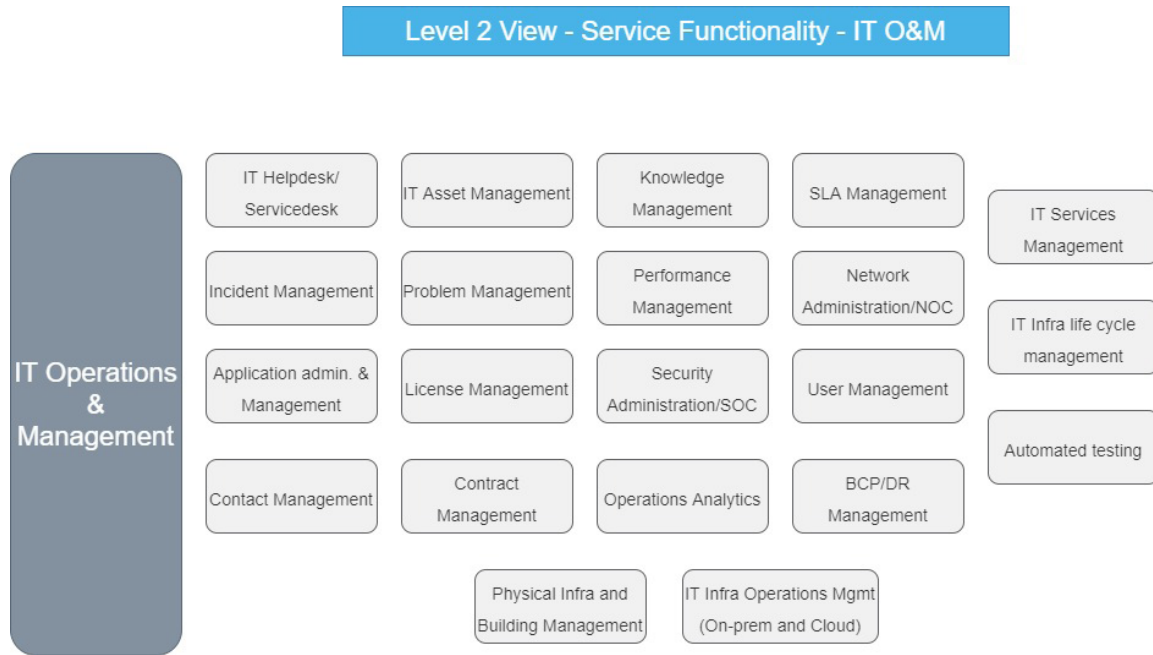 Level 2 View - Service Functionality - IT O&M
IT Operations
&
Management
IT Helpdesk/
Servicedesk
IT Asset Management
Knowledge
Management
SLA Management
IT Services
Management
Incident Management
Problem Management
Performance
Management
Network
Administration/NOC
IT Infra life cycle
management
Application admin. &
Management
License Management
Security
Administration/SOC
User Management
Automated testing
Contact Management
Contract
Management
Operations Analytics
BCP/DR
Management
Physical Infra and
Building Management
IT Infra Operations Mgmt
(On-prem and Cloud)